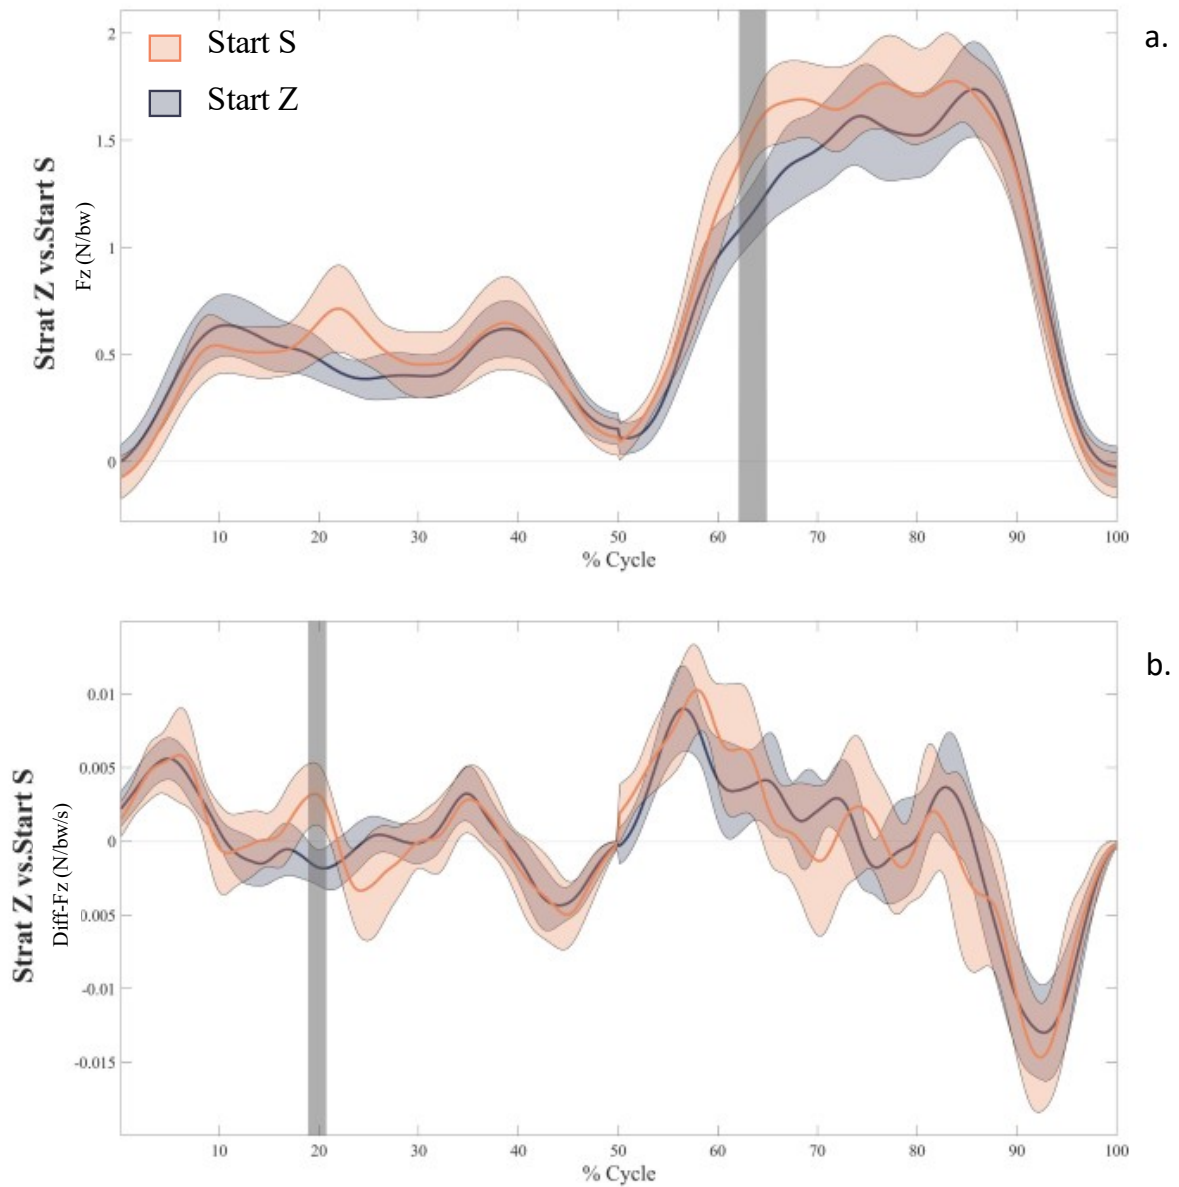 a.
Start S
Start Z
Strat Z vs.Start S
Fz (N/bw)
2
1.5
1
0.5
0
10 20 30 40 50 60 70 80 90 100
% Cycle
b.
Strat Z vs.Start S
Diff-Fz (N/bw/s)
0.01
0.005
0
0.005
-0.01
-0.015
10 20 30 40 50 60 70 80 90 100
% Cycle